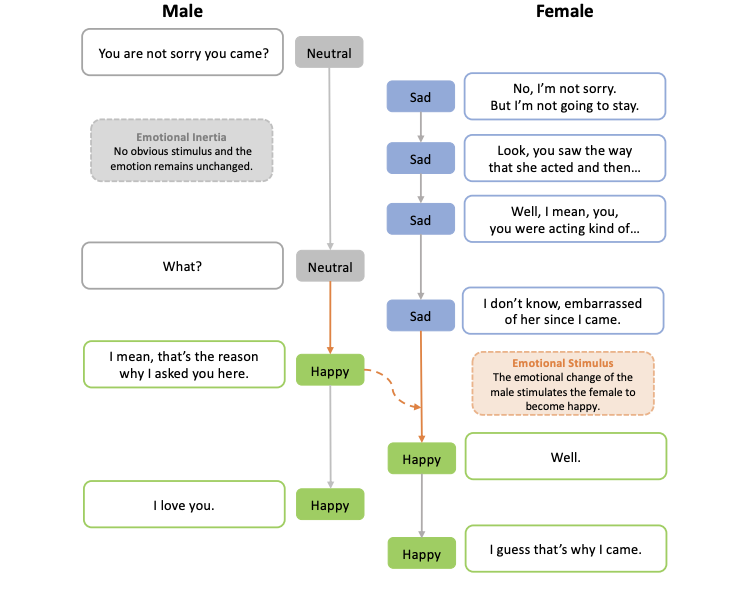 Male
Female
You are not sorry you came?
Neutral
Sad
No, I’m not sorry.
But I’m not going to stay.
Emotional Inertia
No obvious stimulus and the
emotion remains unchanged.
Sad
Look, you saw the way
that she acted and then…
Sad
Well, I mean, you,
you were acting kind of…
What?
Neutral
Sad
I don’t know, embarrassed
of her since I came.
I mean, that’s the reason
why I asked you here.
Happy
Emotional Stimulus
The emotional change of the
male stimulates the female to
become happy.
Happy
Well.
I love you.
Happy
Happy
I guess that’s why I came.